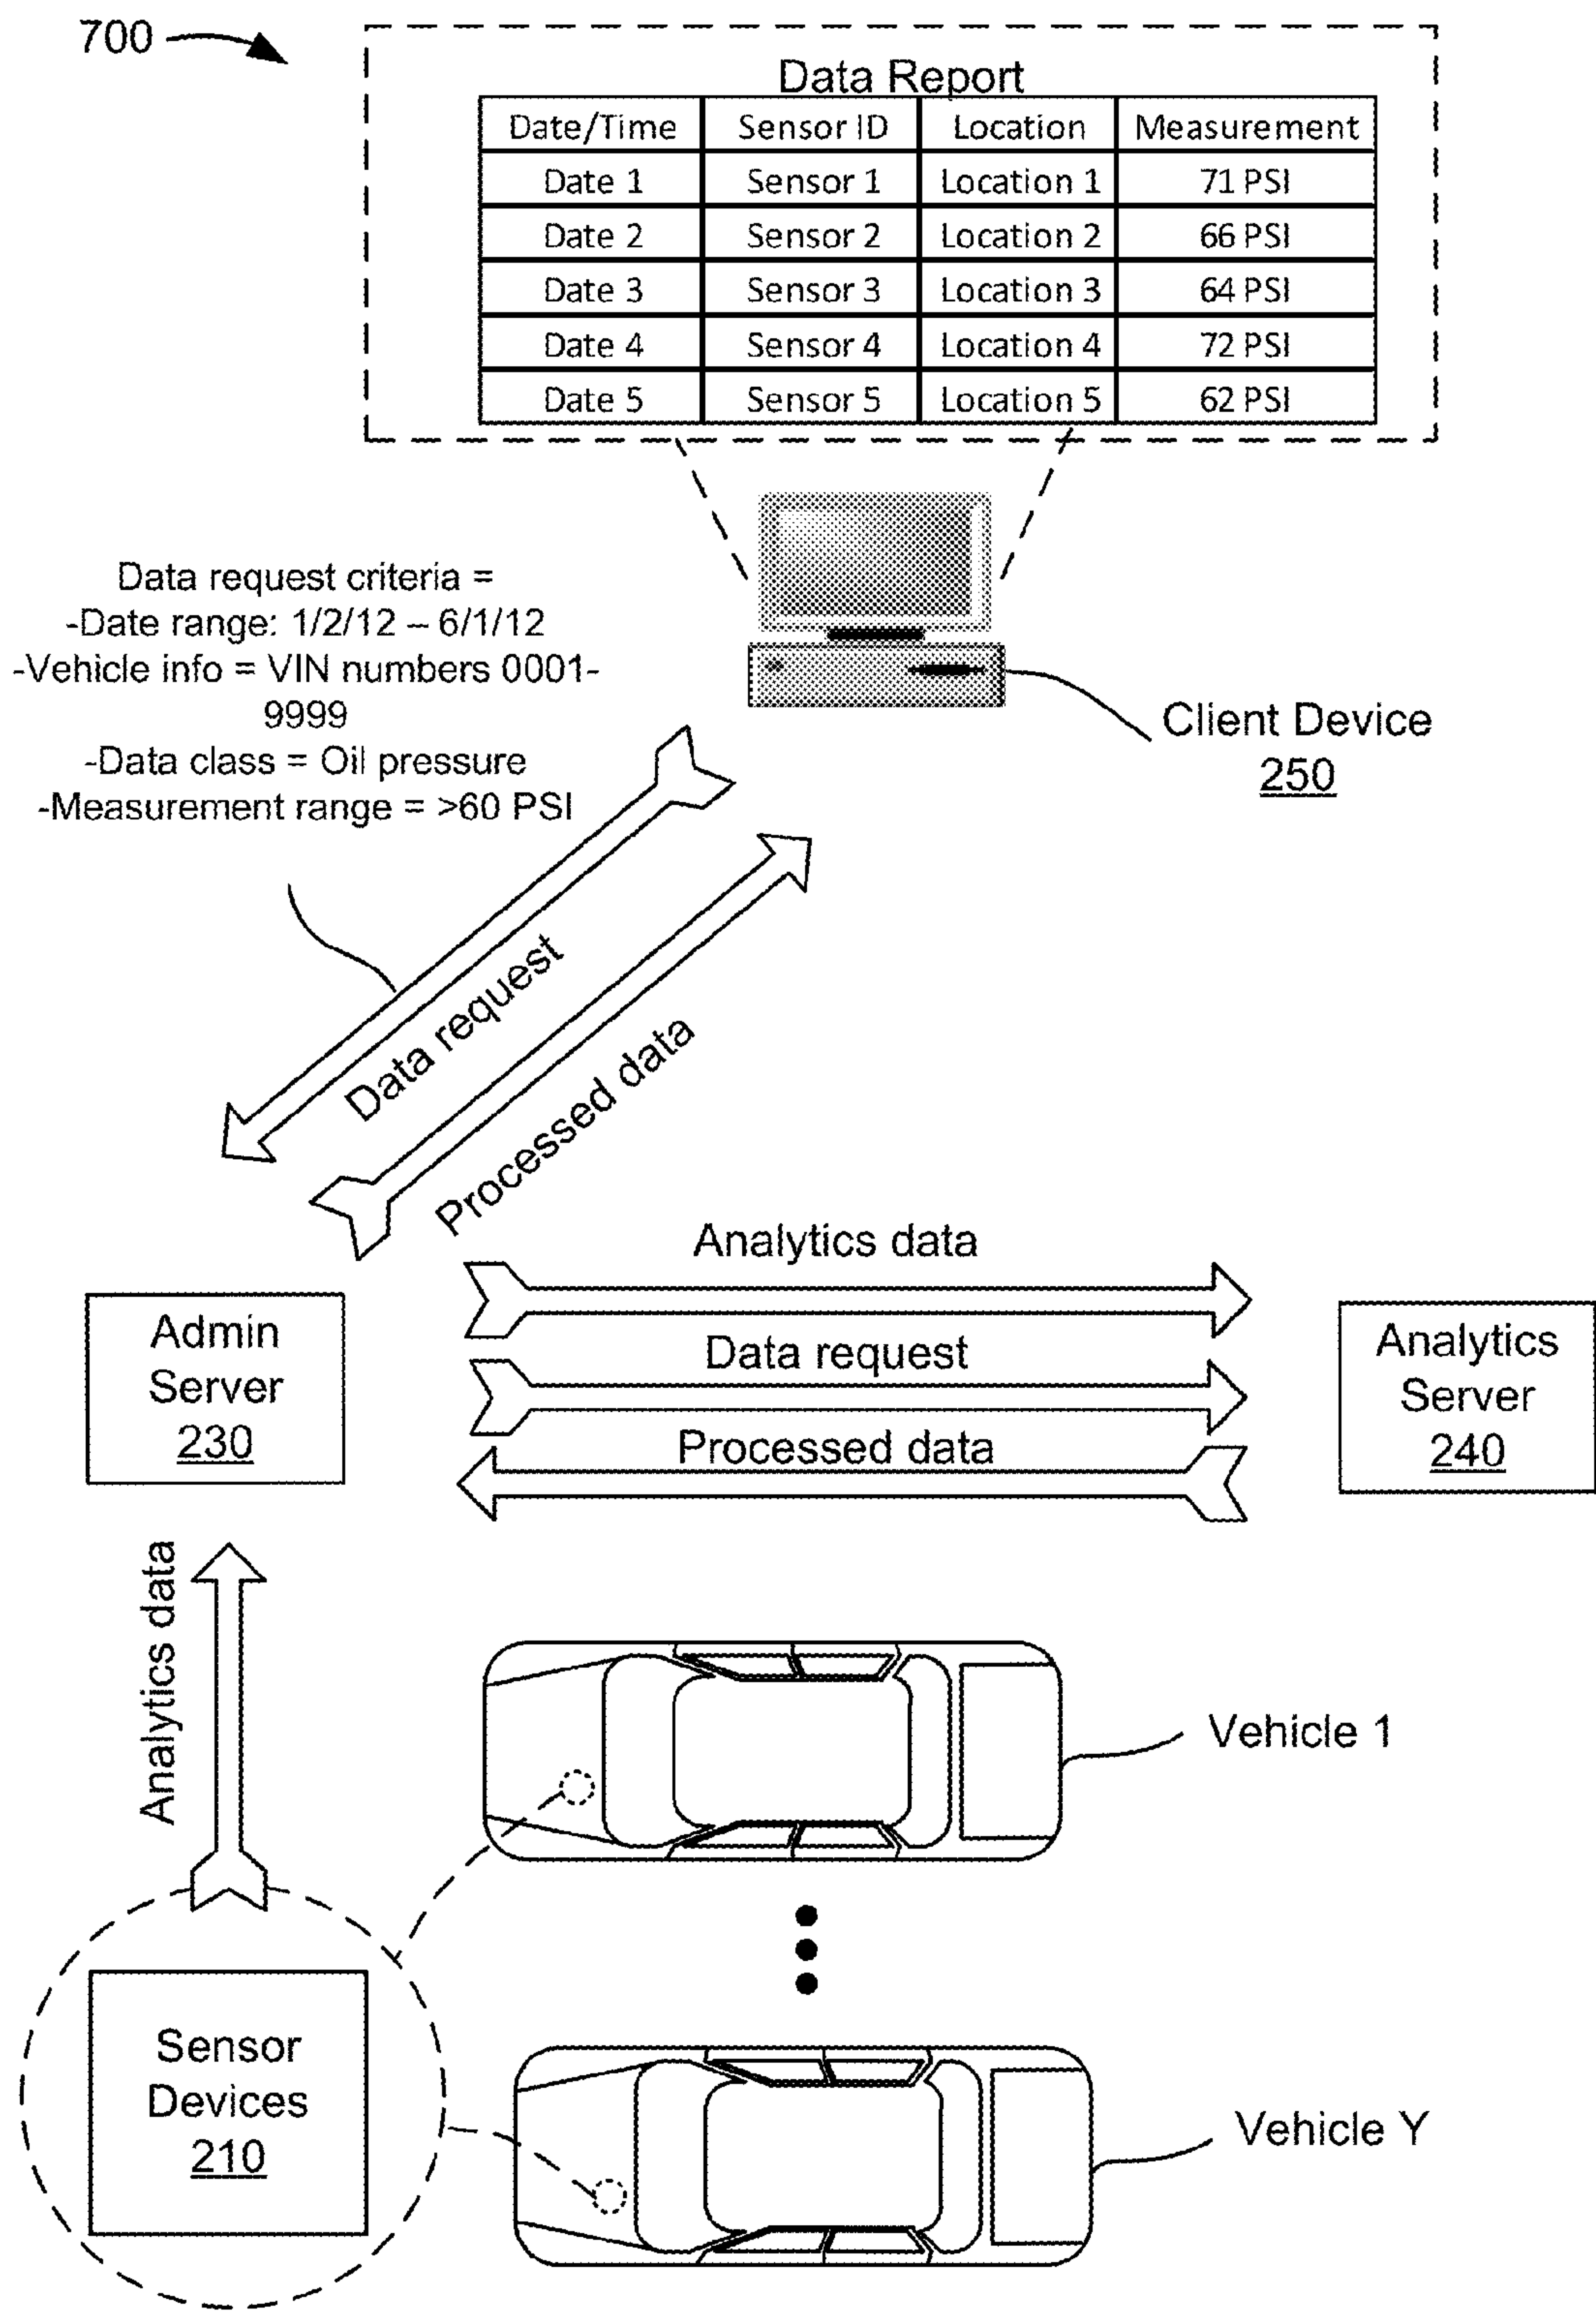 700
Data Report
Date/Time Sensor ID Location Measurement
Date 1 Sensor 1 Location 1 71 PSI
Date 2 Sensor 2 Location 2 66 PSI
Date 3 Sensor 3 Location 3 64 PSI
Date 4 Sensor 4 Location 4 72 PSI
Date 5 Sensor 5 Location 5 62 PSI
Data request criteria =
-Date range: 1/2/12 – 6/1/12
-Vehicle info = VIN numbers 0001-
9999
-Data class = Oil pressure
-Measurement range = >60 PSI
Client Device
250
Data request
Processed data
Analytics data
Data request
Processed data
Admin
Server
230
Analytics
Server
240
Analytics data
Vehicle 1
Sensor
Devices
210
Vehicle Y